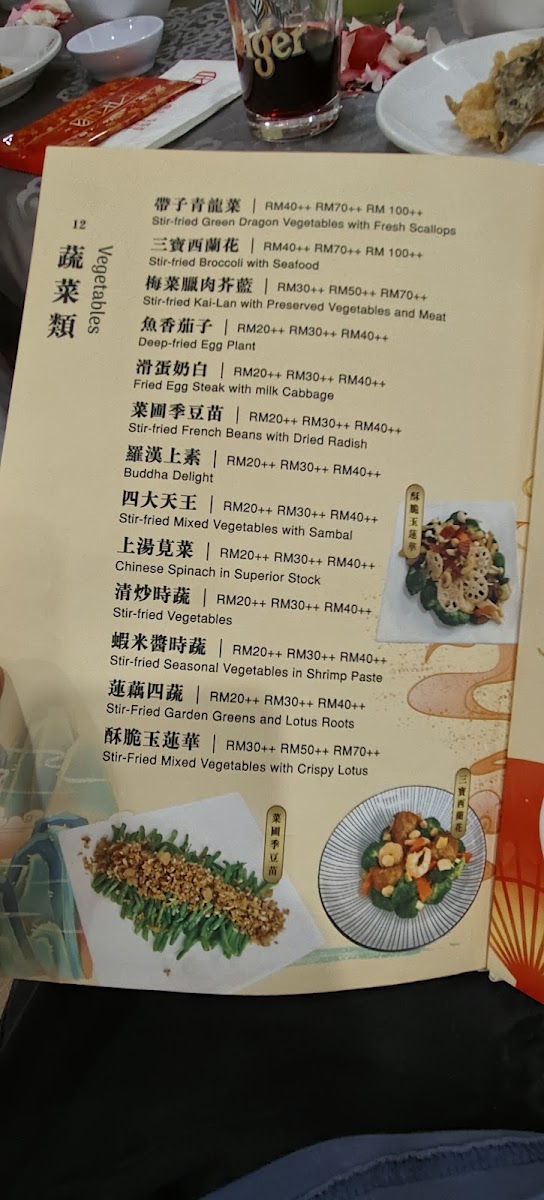 Tiger
12
蔬菜類
Vegetables
帶子青龍菜 | RM40++ RM70++ RM 100++
Stir-fried Green Dragon Vegetables with Fresh Scallops
三寶西蘭花 | RM40++ RM70++ RM 100++
Stir-fried Broccoli with Seafood
梅菜臘肉芥藍 | RM30++ RM50++ RM70++
Stir-fried Kai-Lan with Preserved Vegetables and Meat
魚香茄子 | RM20++ RM30++ RM40++
Deep-fried Egg Plant
滑蛋奶白 | RM20++ RM30++ RM40++
Fried Egg Steak with milk Cabbage
菜圃季豆苗 | RM20++ RM30++ RM40++
Stir-fried French Beans with Dried Radish
羅漢上素 | RM20++ RM30++ RM40++
Buddha Delight
四大天王 | RM20++ RM30++ RM40++
Stir-fried Mixed Vegetables with Sambal
上湯莧菜 | RM20++ RM30++ RM40++
Chinese Spinach in Superior Stock
清炒時蔬 | RM20++ RM30++ RM40++
Stir-fried Vegetables
蝦米醬時蔬 | RM20++ RM30++ RM40++
Stir-fried Seasonal Vegetables in Shrimp Paste
蓮藕四蔬 | RM20++ RM30++ RM40++
Stir-Fried Garden Greens and Lotus Roots
酥脆玉蓮華 | RM30++ RM50++ RM70++
Stir-Fried Mixed Vegetables with Crispy Lotus
酥脆玉蓮華
菜圃季豆苗
三寶西蘭花